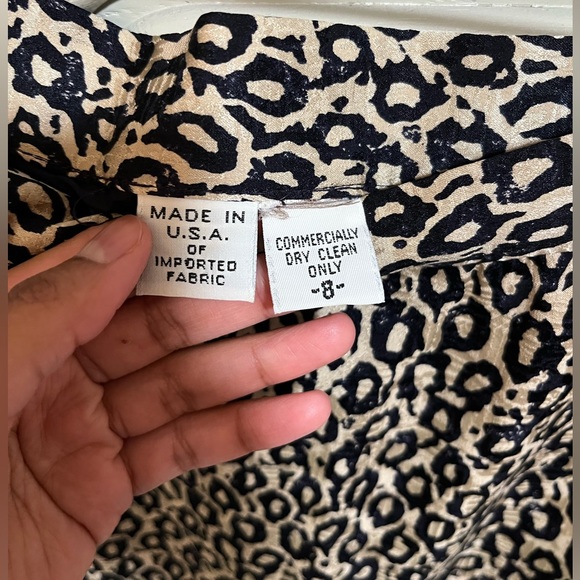 MADE IN
U.S.A.
OF
IMPORTED
FABRIC
COMMERCIALLY
DRY CLEAN
ONLY
-8-